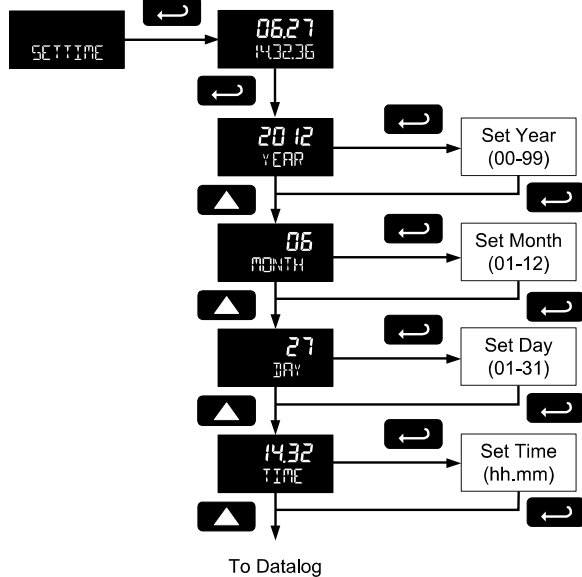 SETTIME
06.27
14.32.36
2012
YEAR
Set Year
(00-99)
06
MONTH
Set Month
(01-12)
27
DAY
Set Day
(01-31)
14.32
TIME
Set Time
(hh.mm)
To Datalog